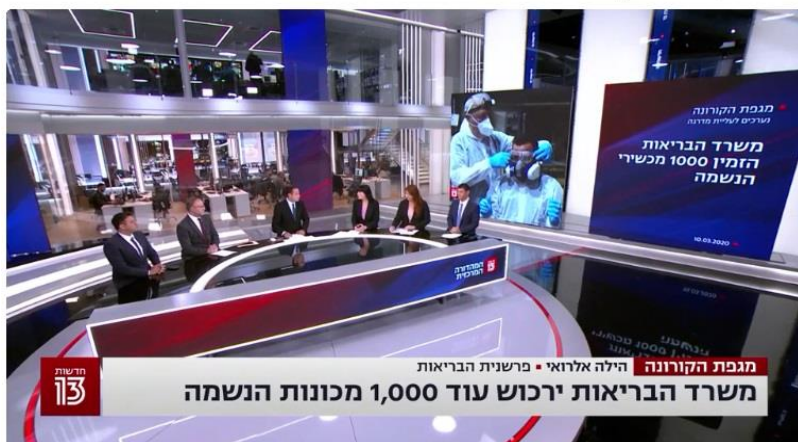 מגפת הקורונה
נערכים לעליית מדרגה
משרד הבריאות
הזמין 1000 מכשירי
הנשמה
10.03.2020
המהדורה
המרכזית
13
מגפת הקורונה הילה אלרואי ▪ פרשנית הבריאות
משרד הבריאות ירכוש עוד 1,000 מכונות הנשמה
חדשות
13